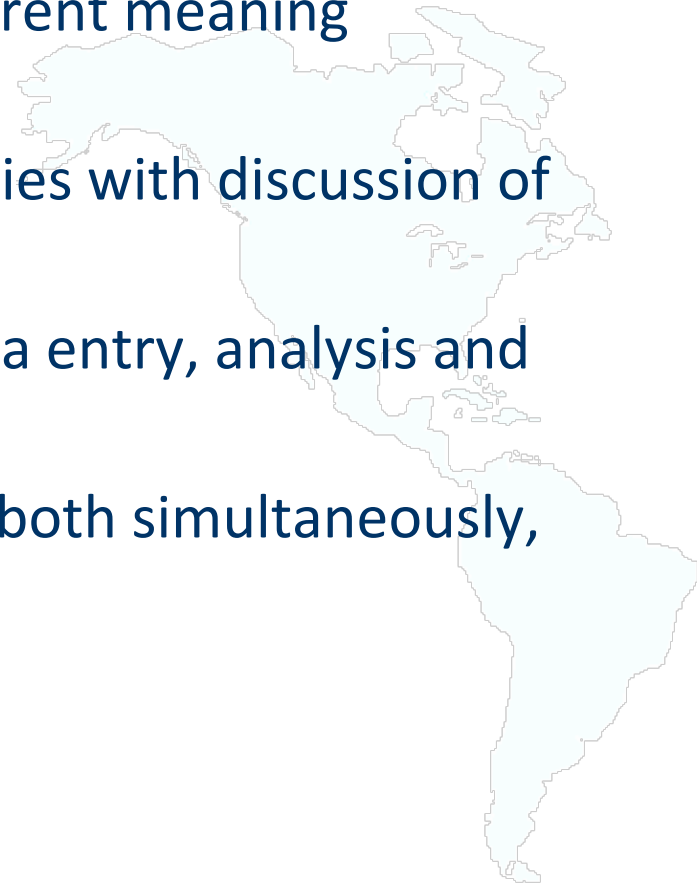 rent meaning
ies with discussion of
a entry, analysis and
both simultaneously,